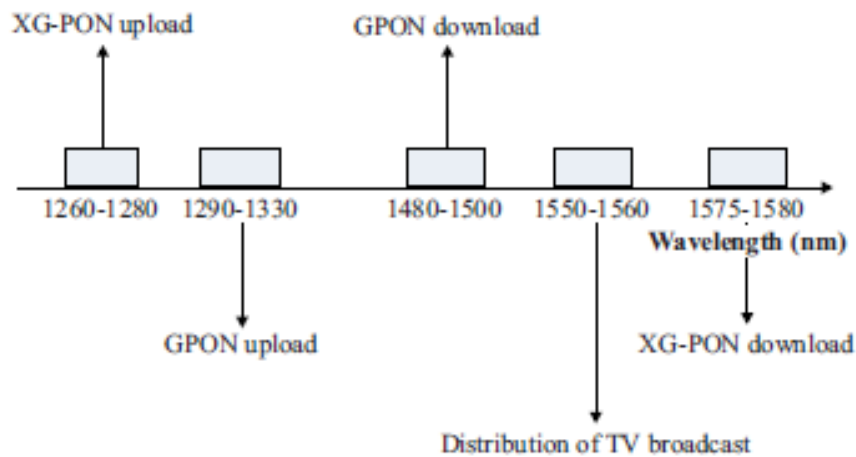 XG-PON upload
GPON download
1260-1280 1290-1330 1480-1500 1550-1560 1575-1580
Wavelength (nm)
GPON upload
XG-PON download
Distribution of TV broadcast